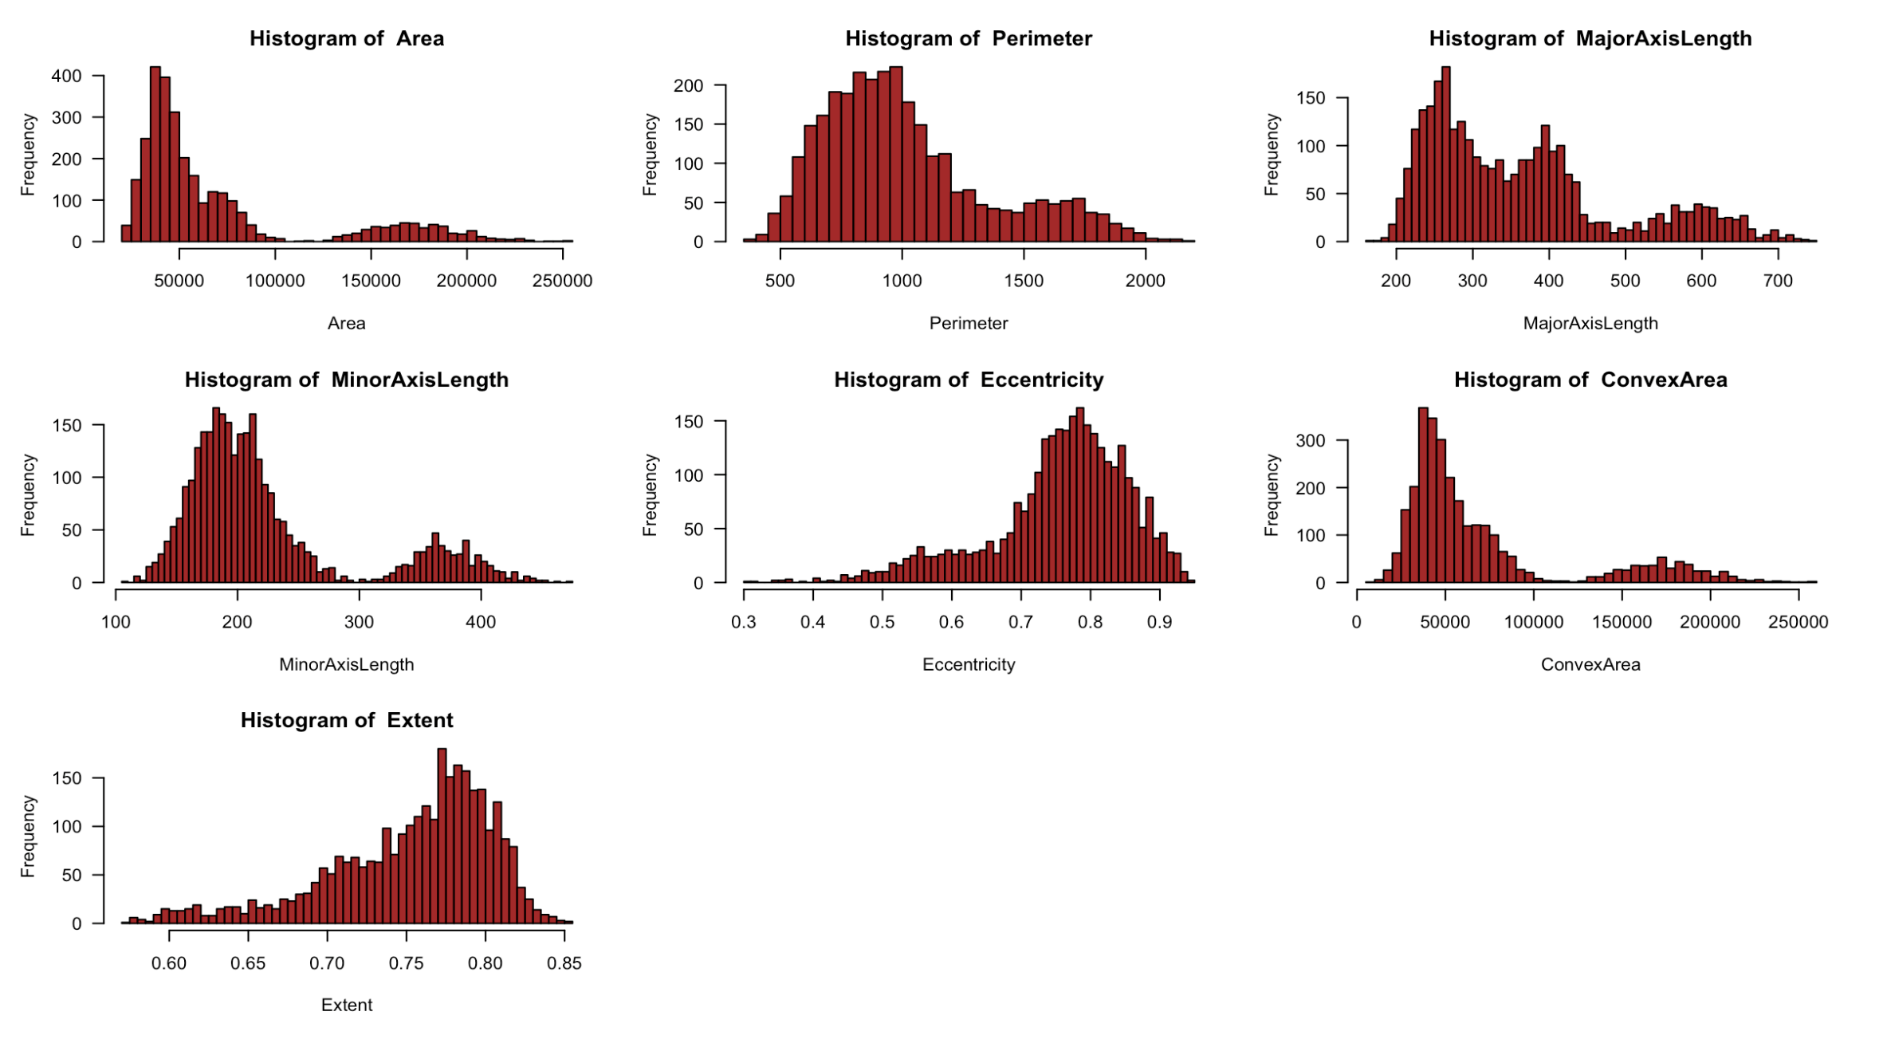 Histogram of  Area
Frequency
0
100
200
300
400
50000 100000 150000 200000 250000
Area
Histogram of  Perimeter
Frequency
0
50
100
150
200
500 1000 1500 2000
Perimeter
Histogram of  MajorAxisLength
Frequency
0
50
100
150
200 300 400 500 600 700
MajorAxisLength
Histogram of  MinorAxisLength
Frequency
0
50
100
150
100 200 300 400
MinorAxisLength
Histogram of  Eccentricity
Frequency
0
50
100
150
0.3 0.4 0.5 0.6 0.7 0.8 0.9
Eccentricity
Histogram of  ConvexArea
Frequency
0
100
200
300
0 50000 100000 150000 200000 250000
ConvexArea
Histogram of  Extent
Frequency
0
50
100
150
0.60 0.65 0.70 0.75 0.80 0.85
Extent